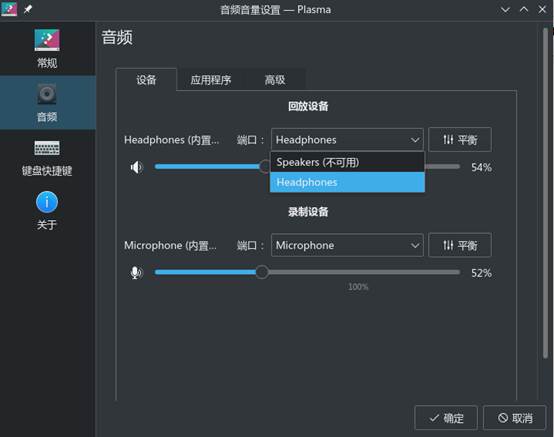 音频音量设置 — Plasma
常规
音频
键盘快捷键
关于
音频
设备
应用程序
高级
回放设备
Headphones (内置...
端口：
Headphones
平衡
Speakers (不可用)
Headphones
54%
录制设备
Microphone (内置...
端口：
Microphone
平衡
52%
100%
确定
取消